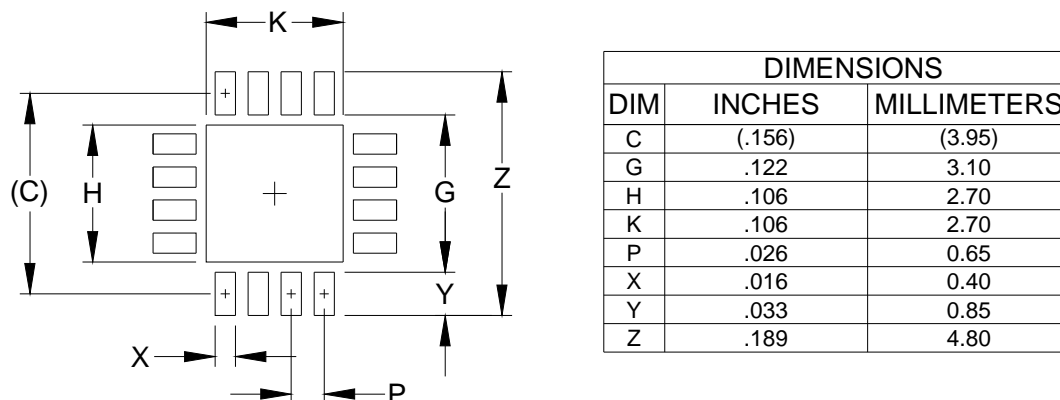 K
(C)
H
G
Z
Y
X
P
DIMENSIONS
DIM INCHES MILLIMETERS
C (.156) (3.95)
G .122 3.10
H .106 2.70
K .106 2.70
P .026 0.65
X .016 0.40
Y .033 0.85
Z .189 4.80